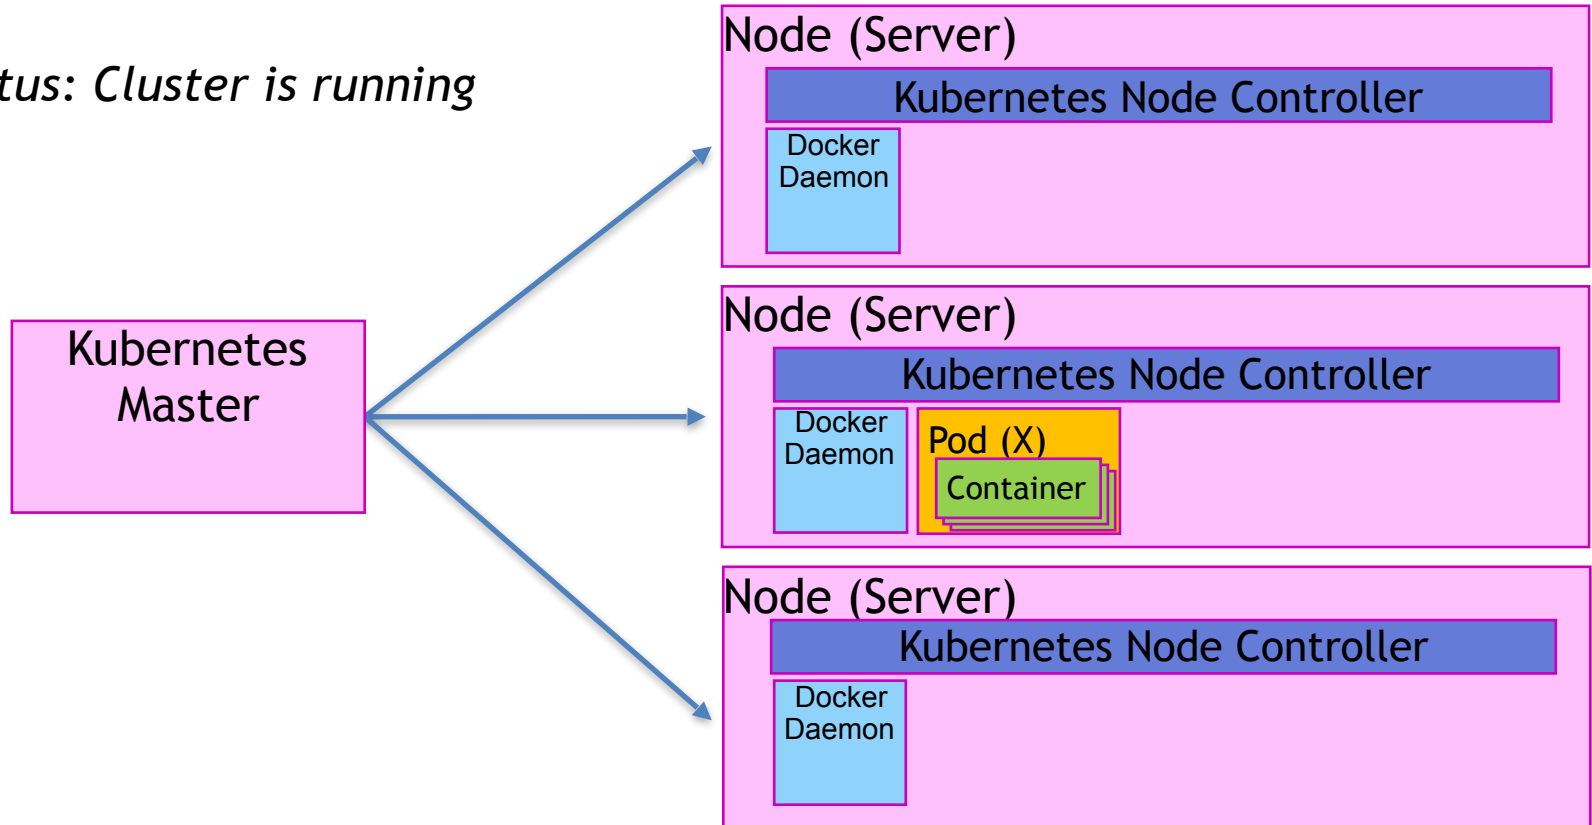 tus: Cluster is running
Kubernetes
Master
Node (Server)
Kubernetes Node Controller
Docker
Daemon
Node (Server)
Kubernetes Node Controller
Docker
Daemon
Pod (X)
Container
Node (Server)
Kubernetes Node Controller
Docker
Daemon